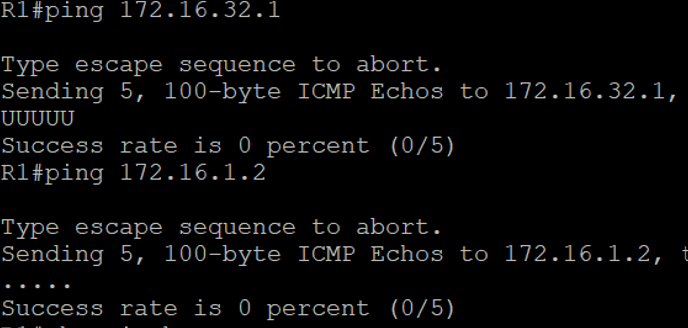 R1#ping 172.16.32.1
Type escape sequence to abort.
Sending 5, 100-byte ICMP Echos to 172.16.32.1,
UUUUU
Success rate is 0 percent (0/5)
R1#ping 172.16.1.2
Type escape sequence to abort.
Sending 5, 100-byte ICMP Echos to 172.16.1.2, t
.....
Success rate is 0 percent (0/5)